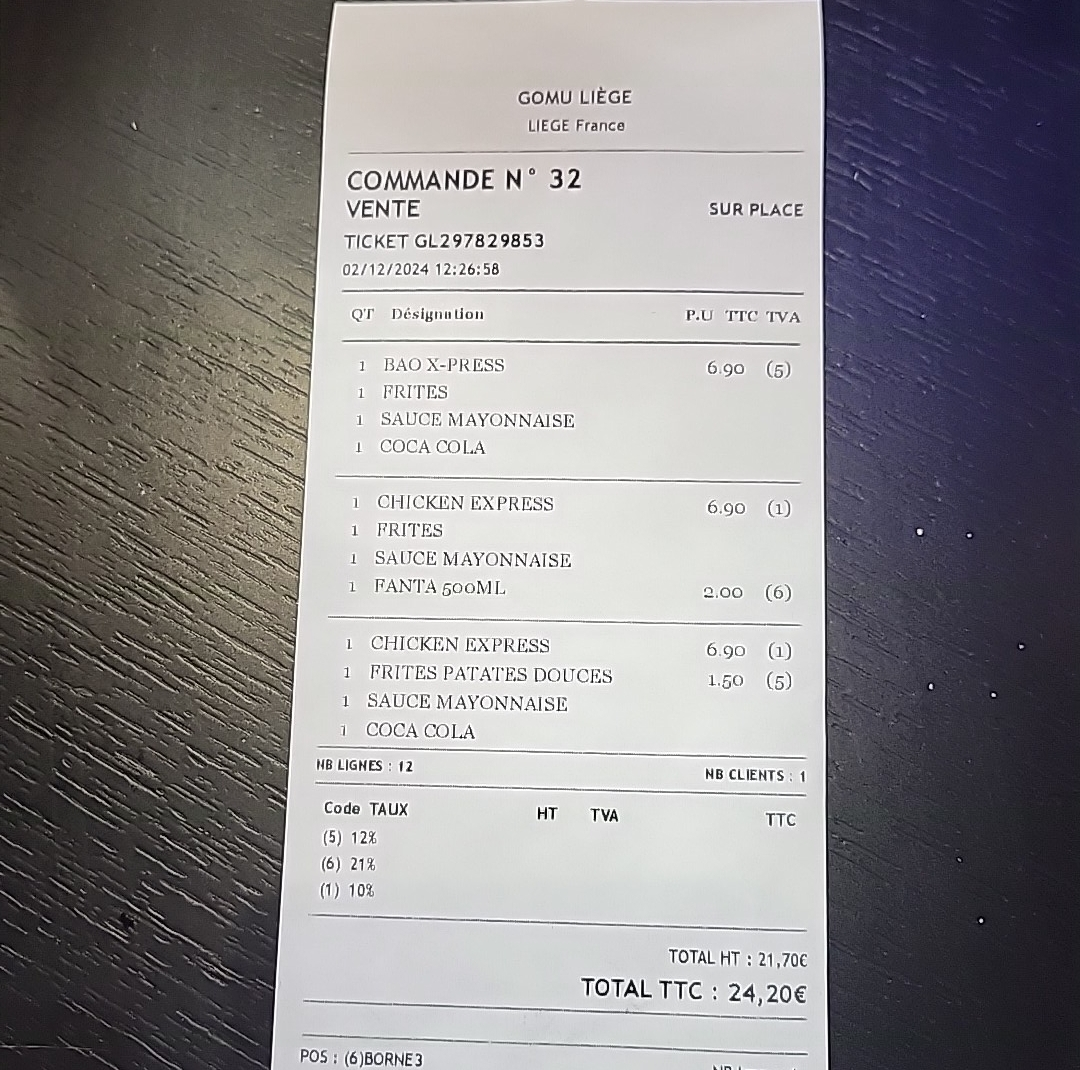 GOMU LIÈGE
LIEGE France
COMMANDE N° 32
VENTE SUR PLACE
TICKET GL297829853
02/12/2024 12:26:58
QT Désignation P.U TTC TVA
1 BAO X-PRESS 6.90 (5)
1 FRITES
1 SAUCE MAYONNAISE
1 COCA COLA
1 CHICKEN EXPRESS 6.90 (1)
1 FRITES
1 SAUCE MAYONNAISE
1 FANTA 500ML 2.00 (6)
1 CHICKEN EXPRESS 6.90 (1)
1 FRITES PATATES DOUCES 1.50 (5)
1 SAUCE MAYONNAISE
1 COCA COLA
NB LIGNES : 12 NB CLIENTS : 1
Code TAUX HT TVA TTC
(5) 12%
(6) 21%
(1) 10%
TOTAL HT : 21,70€
TOTAL TTC : 24,20€
POS : (6)BORNE3